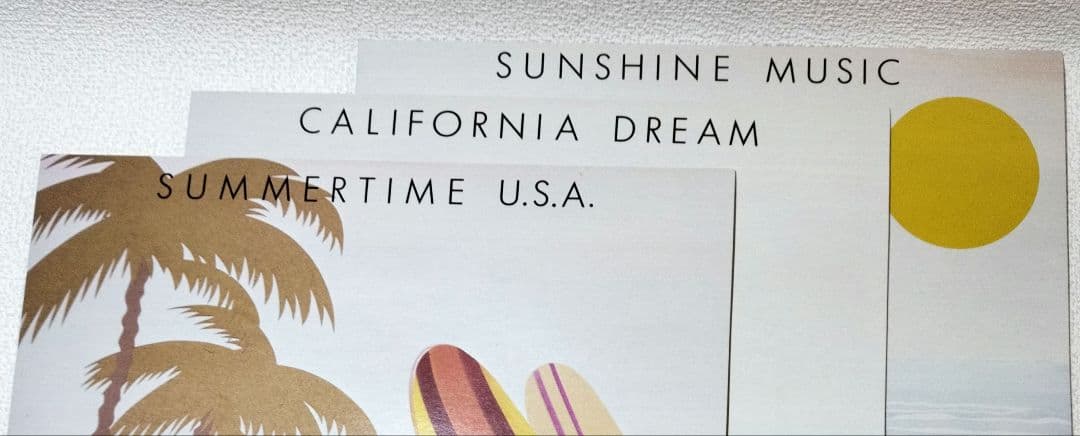 SUNSHINE MUSIC
CALIFORNIA DREAM
SUMMERTIME U.S.A.